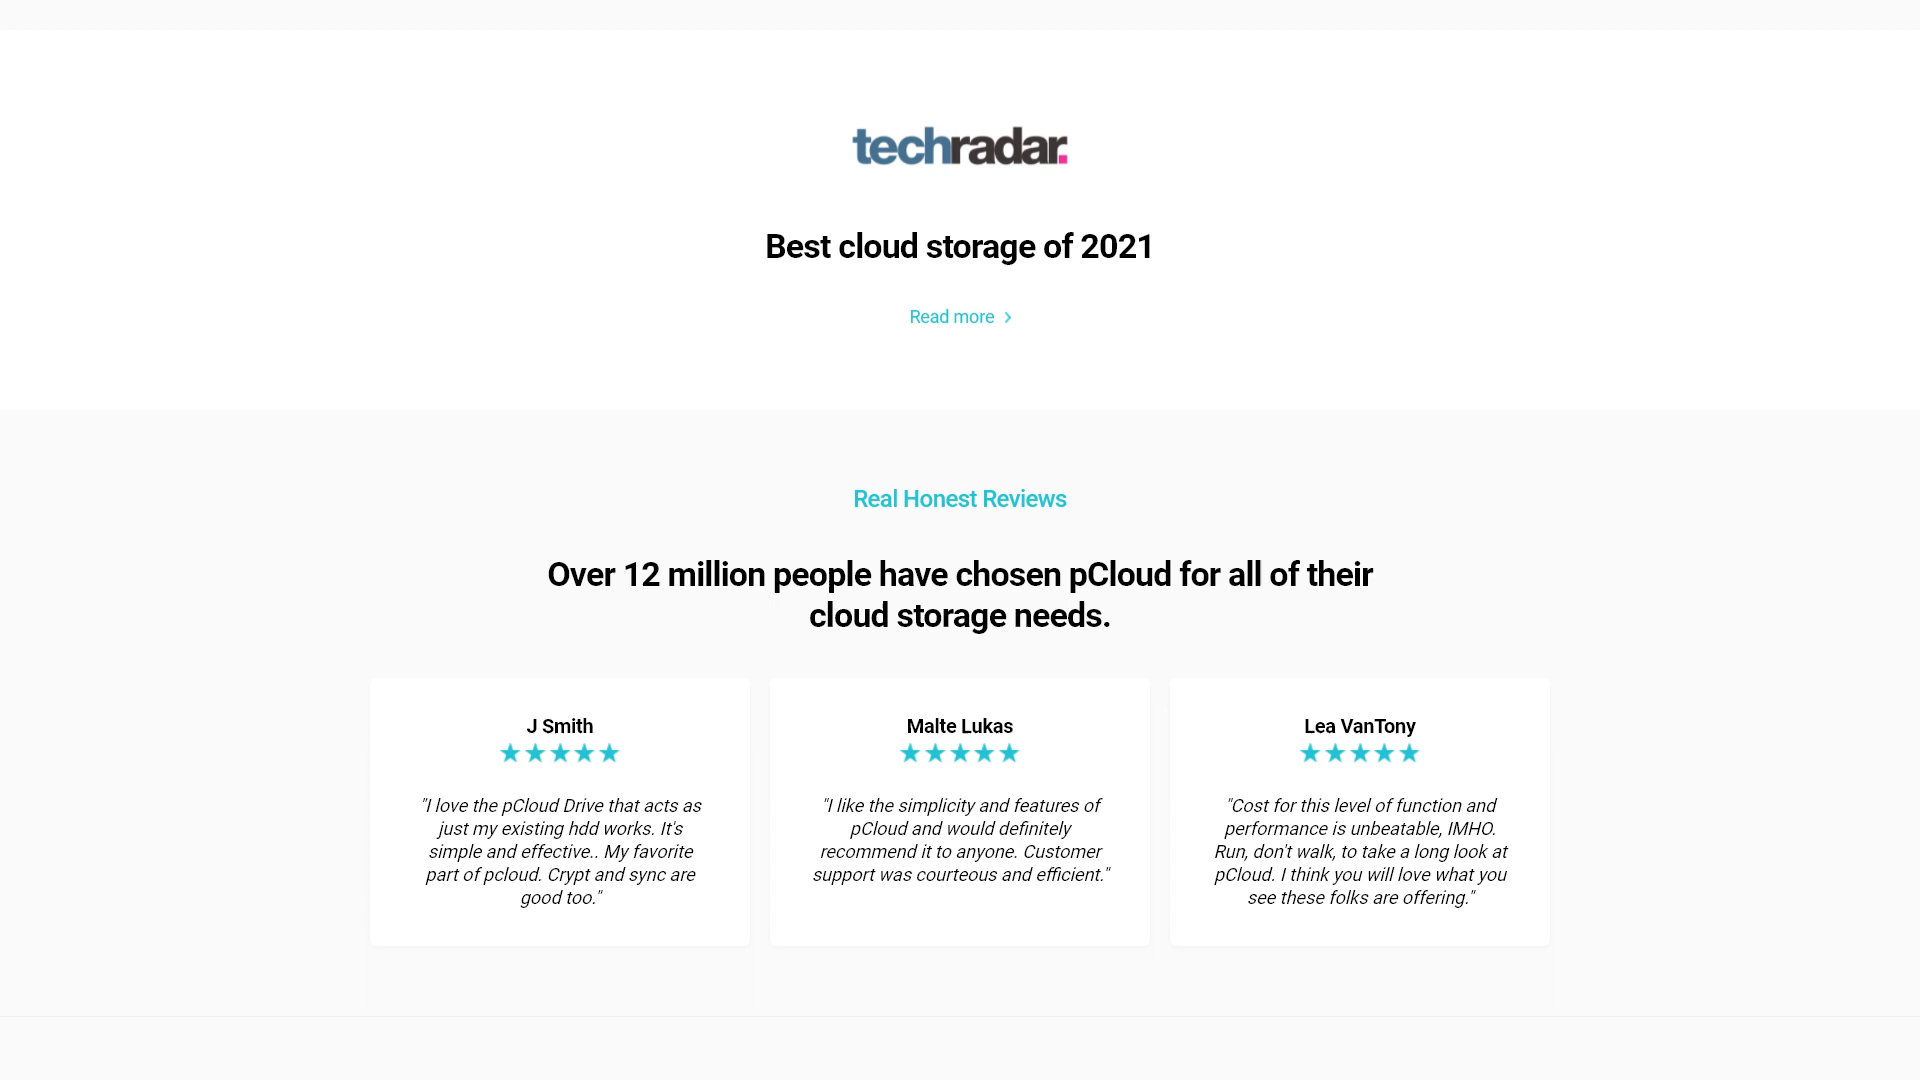 techradar.
Best cloud storage of 2021
Read more
Real Honest Reviews
Over 12 million people have chosen pCloud for all of their
cloud storage needs.
J Smith
"I love the pCloud Drive that acts as
just my existing hdd works. It's
simple and effective.. My favorite
part of pcloud. Crypt and sync are
good too."
Malte Lukas
"I like the simplicity and features of
pCloud and would definitely
recommend it to anyone. Customer
support was courteous and efficient."
Lea VanTony
"Cost for this level of function and
performance is unbeatable, IMHO.
Run, don't walk, to take a long look at
pCloud. I think you will love what you
see these folks are offering."